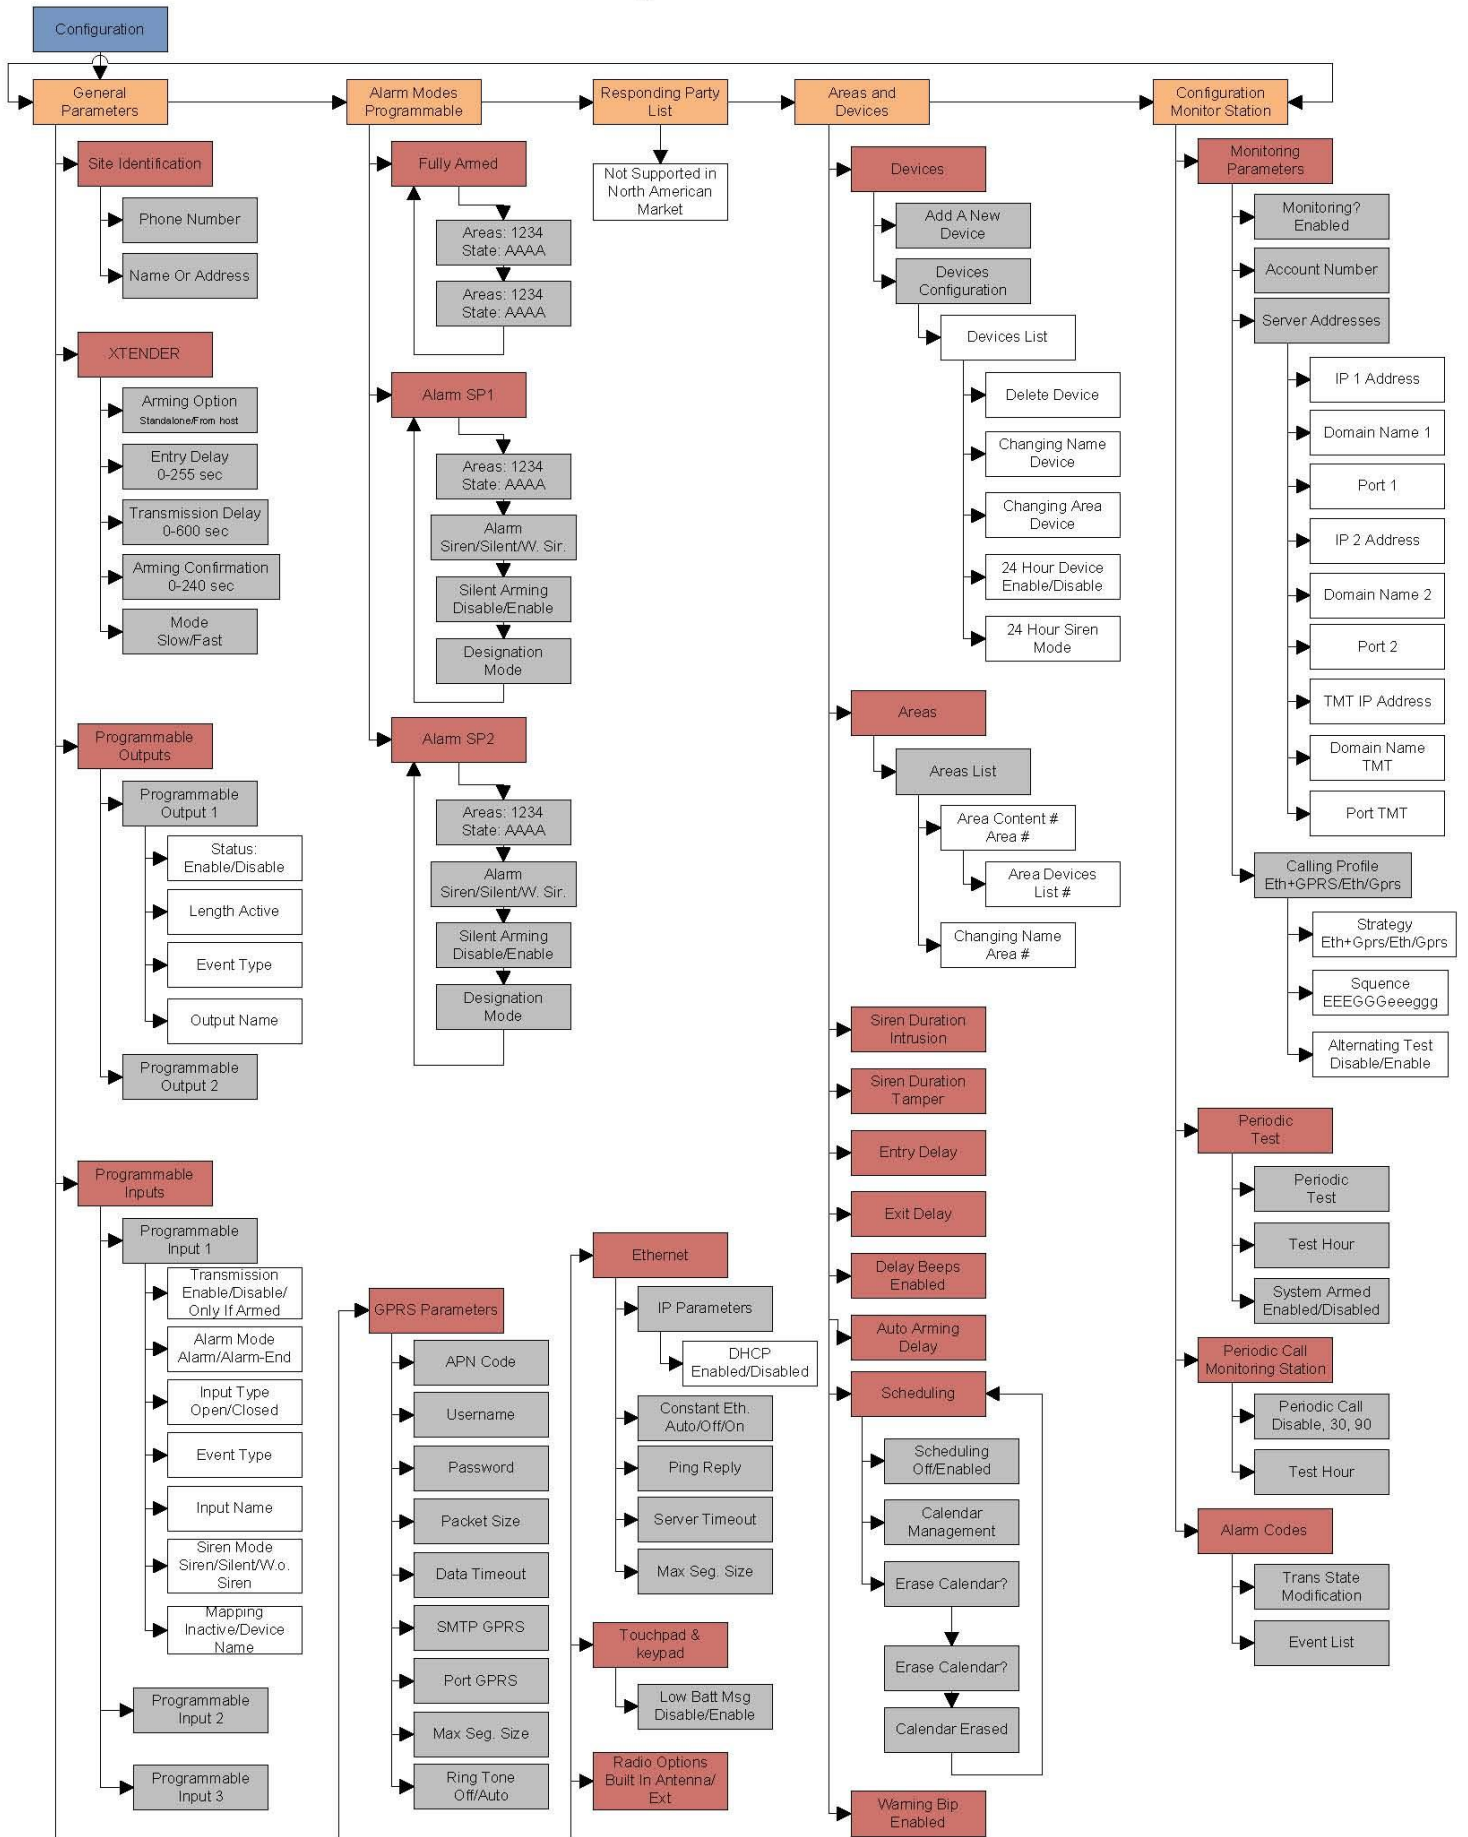 Configuration
General
Parameters
Site Identification
Phone Number
Name Or Address
XTENDER
Arming Option
Standalone/From host
Entry Delay
0-255 sec
Transmission Delay
0-600 sec
Arming Confirmation
0-240 sec
Mode
Slow/Fast
Programmable
Outputs
Programmable
Output 1
Status:
Enable/Disable
Length Active
Event Type
Output Name
Programmable
Output 2
Programmable
Inputs
Programmable
Input 1
Transmission
Enable/Disable/
Only If Armed
Alarm Mode
Alarm/Alarm-End
Input Type
Open/Closed
Event Type
Input Name
Siren Mode
Siren/Silent/W.o.
Siren
Mapping
Inactive/Device
Name
Programmable
Input 2
Programmable
Input 3
Alarm Modes
Programmable
Fully Armed
Areas: 1234
State: AAAA
Areas: 1234
State: AAAA
Alarm SP1
Areas: 1234
State: AAAA
Alarm
Siren/Silent/W. Sir.
Silent Arming
Disable/Enable
Designation
Mode
Alarm SP2
Areas: 1234
State: AAAA
Alarm
Siren/Silent/W. Sir.
Silent Arming
Disable/Enable
Designation
Mode
GPRS Parameters
APN Code
Username
Password
Packet Size
Data Timeout
SMTP GPRS
Port GPRS
Max Seg. Size
Ring Tone
Off/Auto
Responding Party
List
Not Supported in
North American
Market
Ethernet
IP Parameters
DHCP
Enabled/Disabled
Constant Eth.
Auto/Off/On
Ping Reply
Server Timeout
Max Seg. Size
Touchpad &
keypad
Low Batt Msg
Disable/Enable
Radio Options
Built In Antenna/
Ext
Areas and
Devices
Devices
Add A New
Device
Devices
Configuration
Devices List
Delete Device
Changing Name
Device
Changing Area
Device
24 Hour Device
Enable/Disable
24 Hour Siren
Mode
Areas
Areas List
Area Content #
Area #
Area Devices
List #
Changing Name
Area #
Siren Duration
Intrusion
Siren Duration
Tamper
Entry Delay
Exit Delay
Delay Beeps
Enabled
Auto Arming
Delay
Scheduling
Scheduling
Off/Enabled
Calendar
Management
Erase Calendar?
Erase Calendar?
Calendar Erased
Warning Bip
Enabled
Configuration
Monitor Station
Monitoring
Parameters
Monitoring?
Enabled
Account Number
Server Addresses
IP 1 Address
Domain Name 1
Port 1
IP 2 Address
Domain Name 2
Port 2
TMT IP Address
Domain Name
TMT
Port TMT
Calling Profile
Eth+GPRS/Eth/Gprs
Strategy
Eth+Gprs/Eth/Gprs
Squence
EEEGGGeeeggg
Alternating Test
Disable/Enable
Periodic
Test
Periodic
Test
Test Hour
System Armed
Enabled/Disabled
Periodic Call
Monitoring Station
Periodic Call
Disable, 30, 90
Test Hour
Alarm Codes
Trans State
Modification
Event List